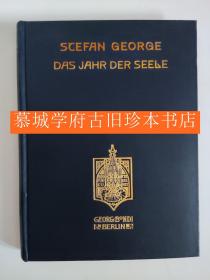 STEFAN GEORGE
DAS JAHR DER SEELE
慕城学府古旧珍本书店
GEORG BONDI
BERLIN